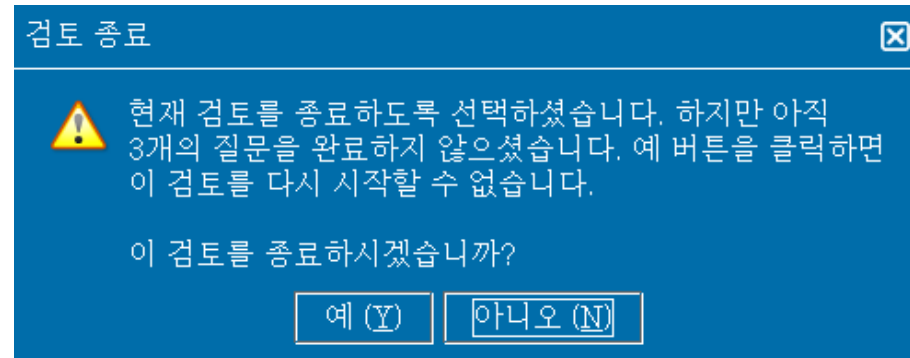 검토 종료
현재 검토를 종료하도록 선택하셨습니다. 하지만 아직
3개의 질문을 완료하지 않으셨습니다. 예 버튼을 클릭하면
이 검토를 다시 시작할 수 없습니다.
이 검토를 종료하시겠습니까?
예 (Y) 아니오 (N)